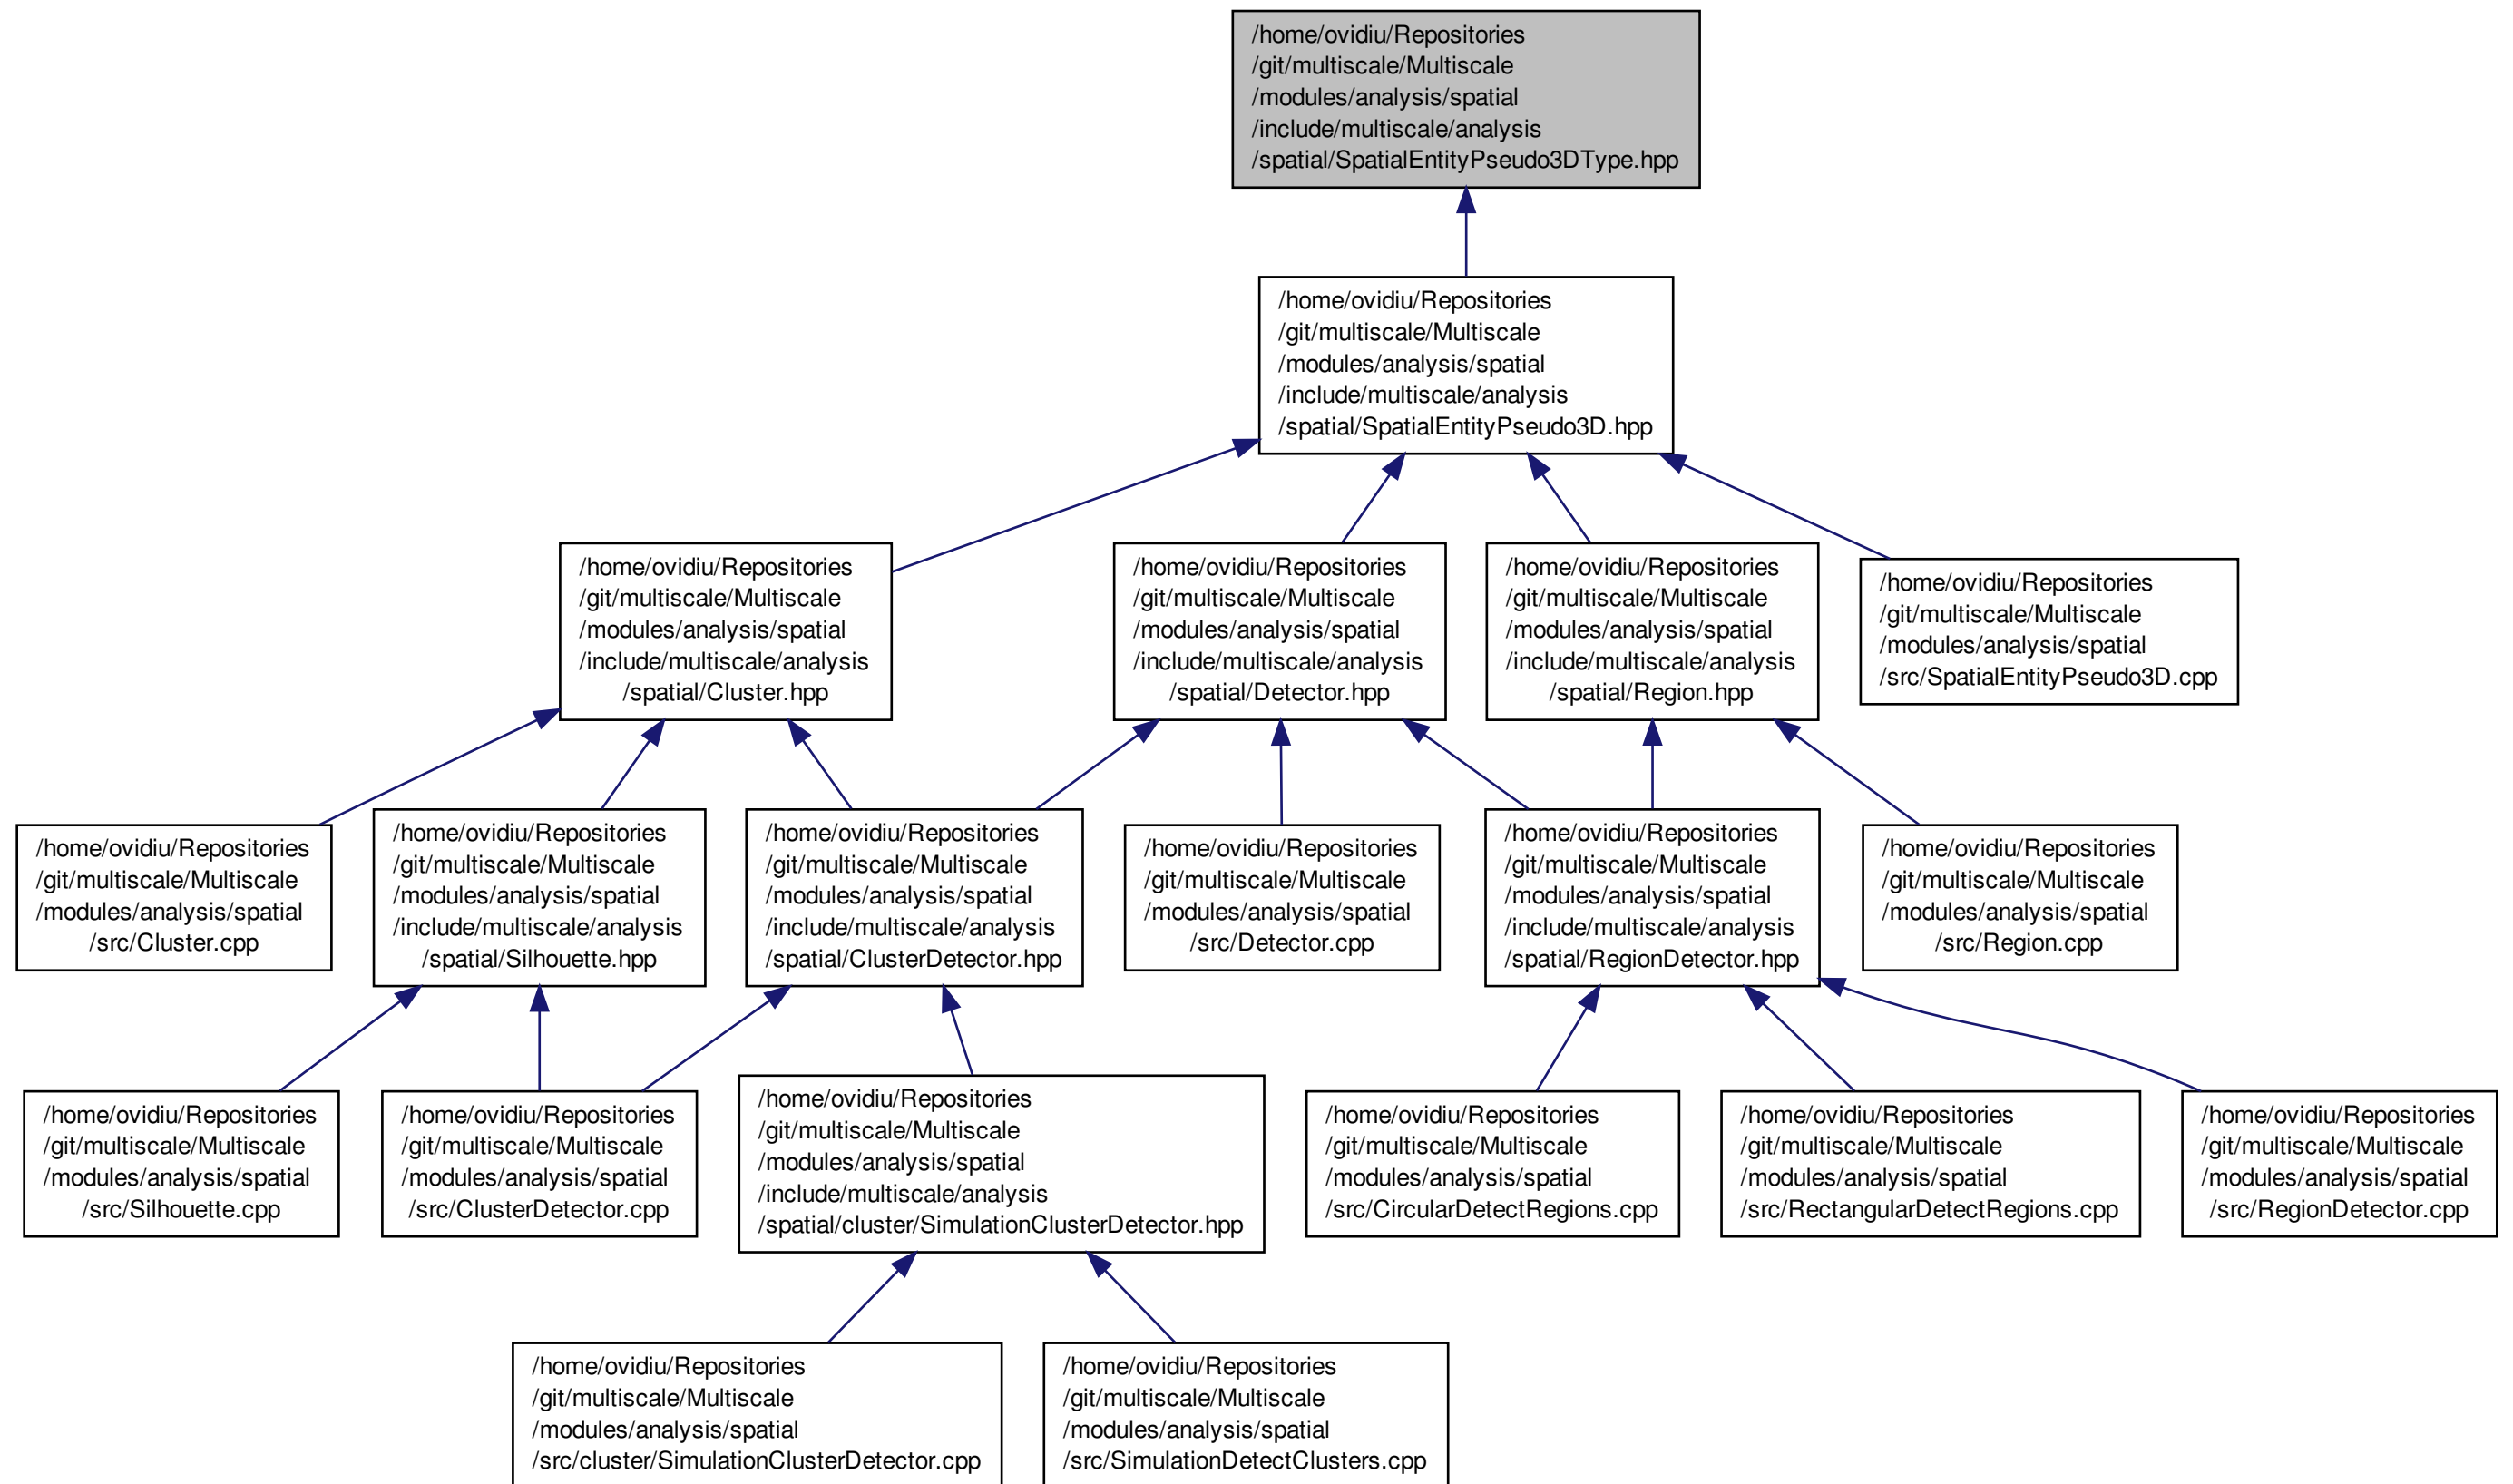 /home/ovidiu/Repositories
/git/multiscale/Multiscale
/modules/analysis/spatial
/include/multiscale/analysis
/spatial/SpatialEntityPseudo3DType.hpp
/home/ovidiu/Repositories
/git/multiscale/Multiscale
/modules/analysis/spatial
/include/multiscale/analysis
/spatial/SpatialEntityPseudo3D.hpp
/home/ovidiu/Repositories
/git/multiscale/Multiscale
/modules/analysis/spatial
/include/multiscale/analysis
/spatial/Cluster.hpp
/home/ovidiu/Repositories
/git/multiscale/Multiscale
/modules/analysis/spatial
/include/multiscale/analysis
/spatial/Detector.hpp
/home/ovidiu/Repositories
/git/multiscale/Multiscale
/modules/analysis/spatial
/include/multiscale/analysis
/spatial/Region.hpp
/home/ovidiu/Repositories
/git/multiscale/Multiscale
/modules/analysis/spatial
/src/SpatialEntityPseudo3D.cpp
/home/ovidiu/Repositories
/git/multiscale/Multiscale
/modules/analysis/spatial
/src/Cluster.cpp
/home/ovidiu/Repositories
/git/multiscale/Multiscale
/modules/analysis/spatial
/include/multiscale/analysis
/spatial/Silhouette.hpp
/home/ovidiu/Repositories
/git/multiscale/Multiscale
/modules/analysis/spatial
/include/multiscale/analysis
/spatial/ClusterDetector.hpp
/home/ovidiu/Repositories
/git/multiscale/Multiscale
/modules/analysis/spatial
/src/Detector.cpp
/home/ovidiu/Repositories
/git/multiscale/Multiscale
/modules/analysis/spatial
/include/multiscale/analysis
/spatial/RegionDetector.hpp
/home/ovidiu/Repositories
/git/multiscale/Multiscale
/modules/analysis/spatial
/src/Region.cpp
/home/ovidiu/Repositories
/git/multiscale/Multiscale
/modules/analysis/spatial
/src/Silhouette.cpp
/home/ovidiu/Repositories
/git/multiscale/Multiscale
/modules/analysis/spatial
/src/ClusterDetector.cpp
/home/ovidiu/Repositories
/git/multiscale/Multiscale
/modules/analysis/spatial
/include/multiscale/analysis
/spatial/cluster/SimulationClusterDetector.hpp
/home/ovidiu/Repositories
/git/multiscale/Multiscale
/modules/analysis/spatial
/src/CircularDetectRegions.cpp
/home/ovidiu/Repositories
/git/multiscale/Multiscale
/modules/analysis/spatial
/src/RectangularDetectRegions.cpp
/home/ovidiu/Repositories
/git/multiscale/Multiscale
/modules/analysis/spatial
/src/RegionDetector.cpp
/home/ovidiu/Repositories
/git/multiscale/Multiscale
/modules/analysis/spatial
/src/cluster/SimulationClusterDetector.cpp
/home/ovidiu/Repositories
/git/multiscale/Multiscale
/modules/analysis/spatial
/src/SimulationDetectClusters.cpp